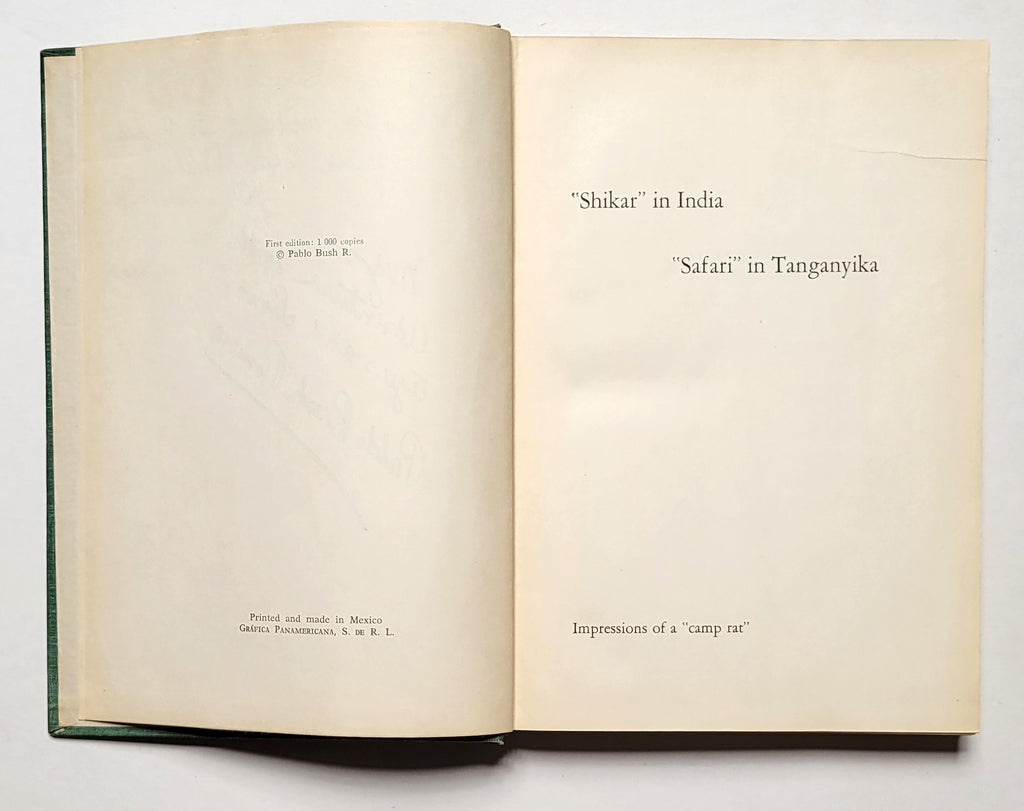 First edition: 1 000 copies
© Pablo Bush R.
Printed and made in Mexico
GRÁFICA PANAMERICANA, S. DE R. L.
"Shikar" in India
"Safari" in Tanganyika
Impressions of a "camp rat"